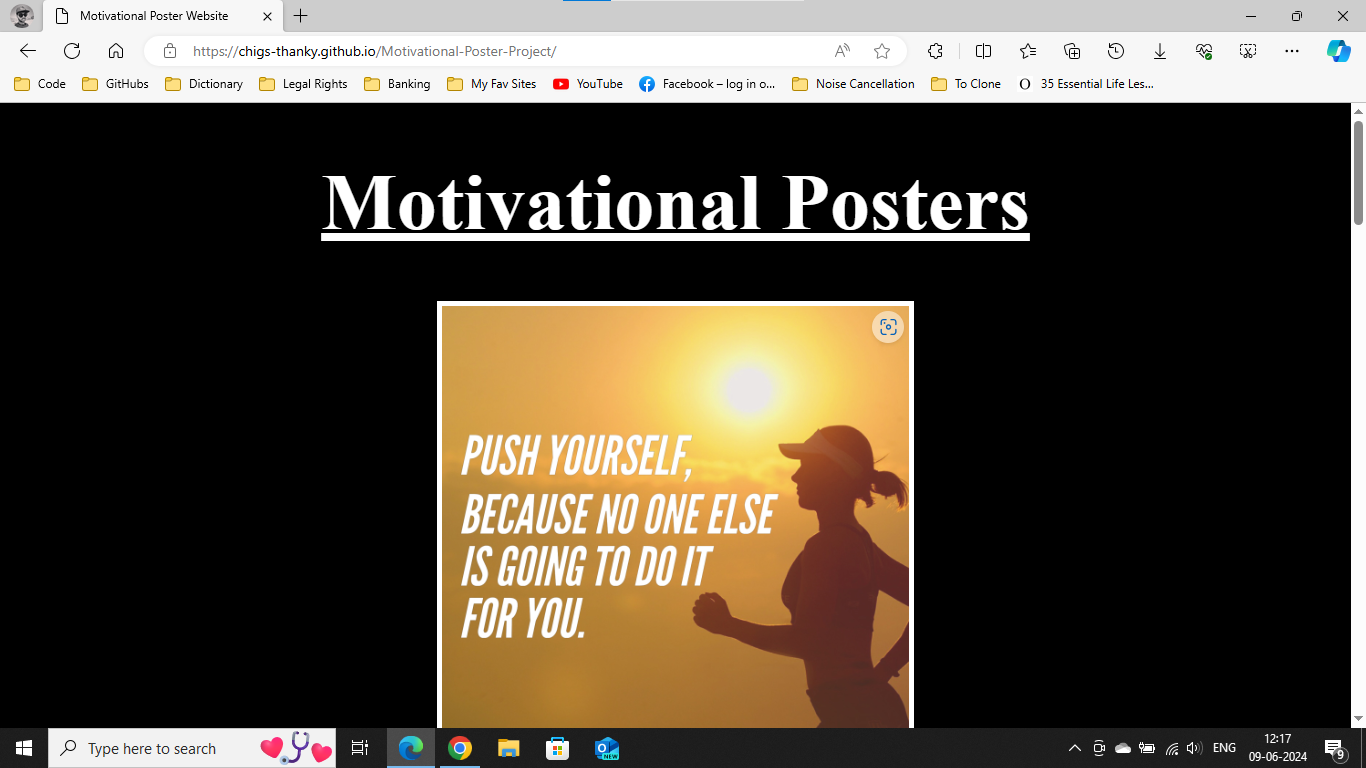 Motivational Poster Website
https://chigs-thanky.github.io/Motivational-Poster-Project/
Code
GitHubs
Dictionary
Legal Rights
Banking
My Fav Sites
YouTube
Facebook – log in o...
Noise Cancellation
To Clone
35 Essential Life Les...
Motivational Posters
PUSH YOURSELF,
BECAUSE NO ONE ELSE
IS GOING TO DO IT
FOR YOU.
Type here to search
NEW
ENG
12:17
09-06-2024
9